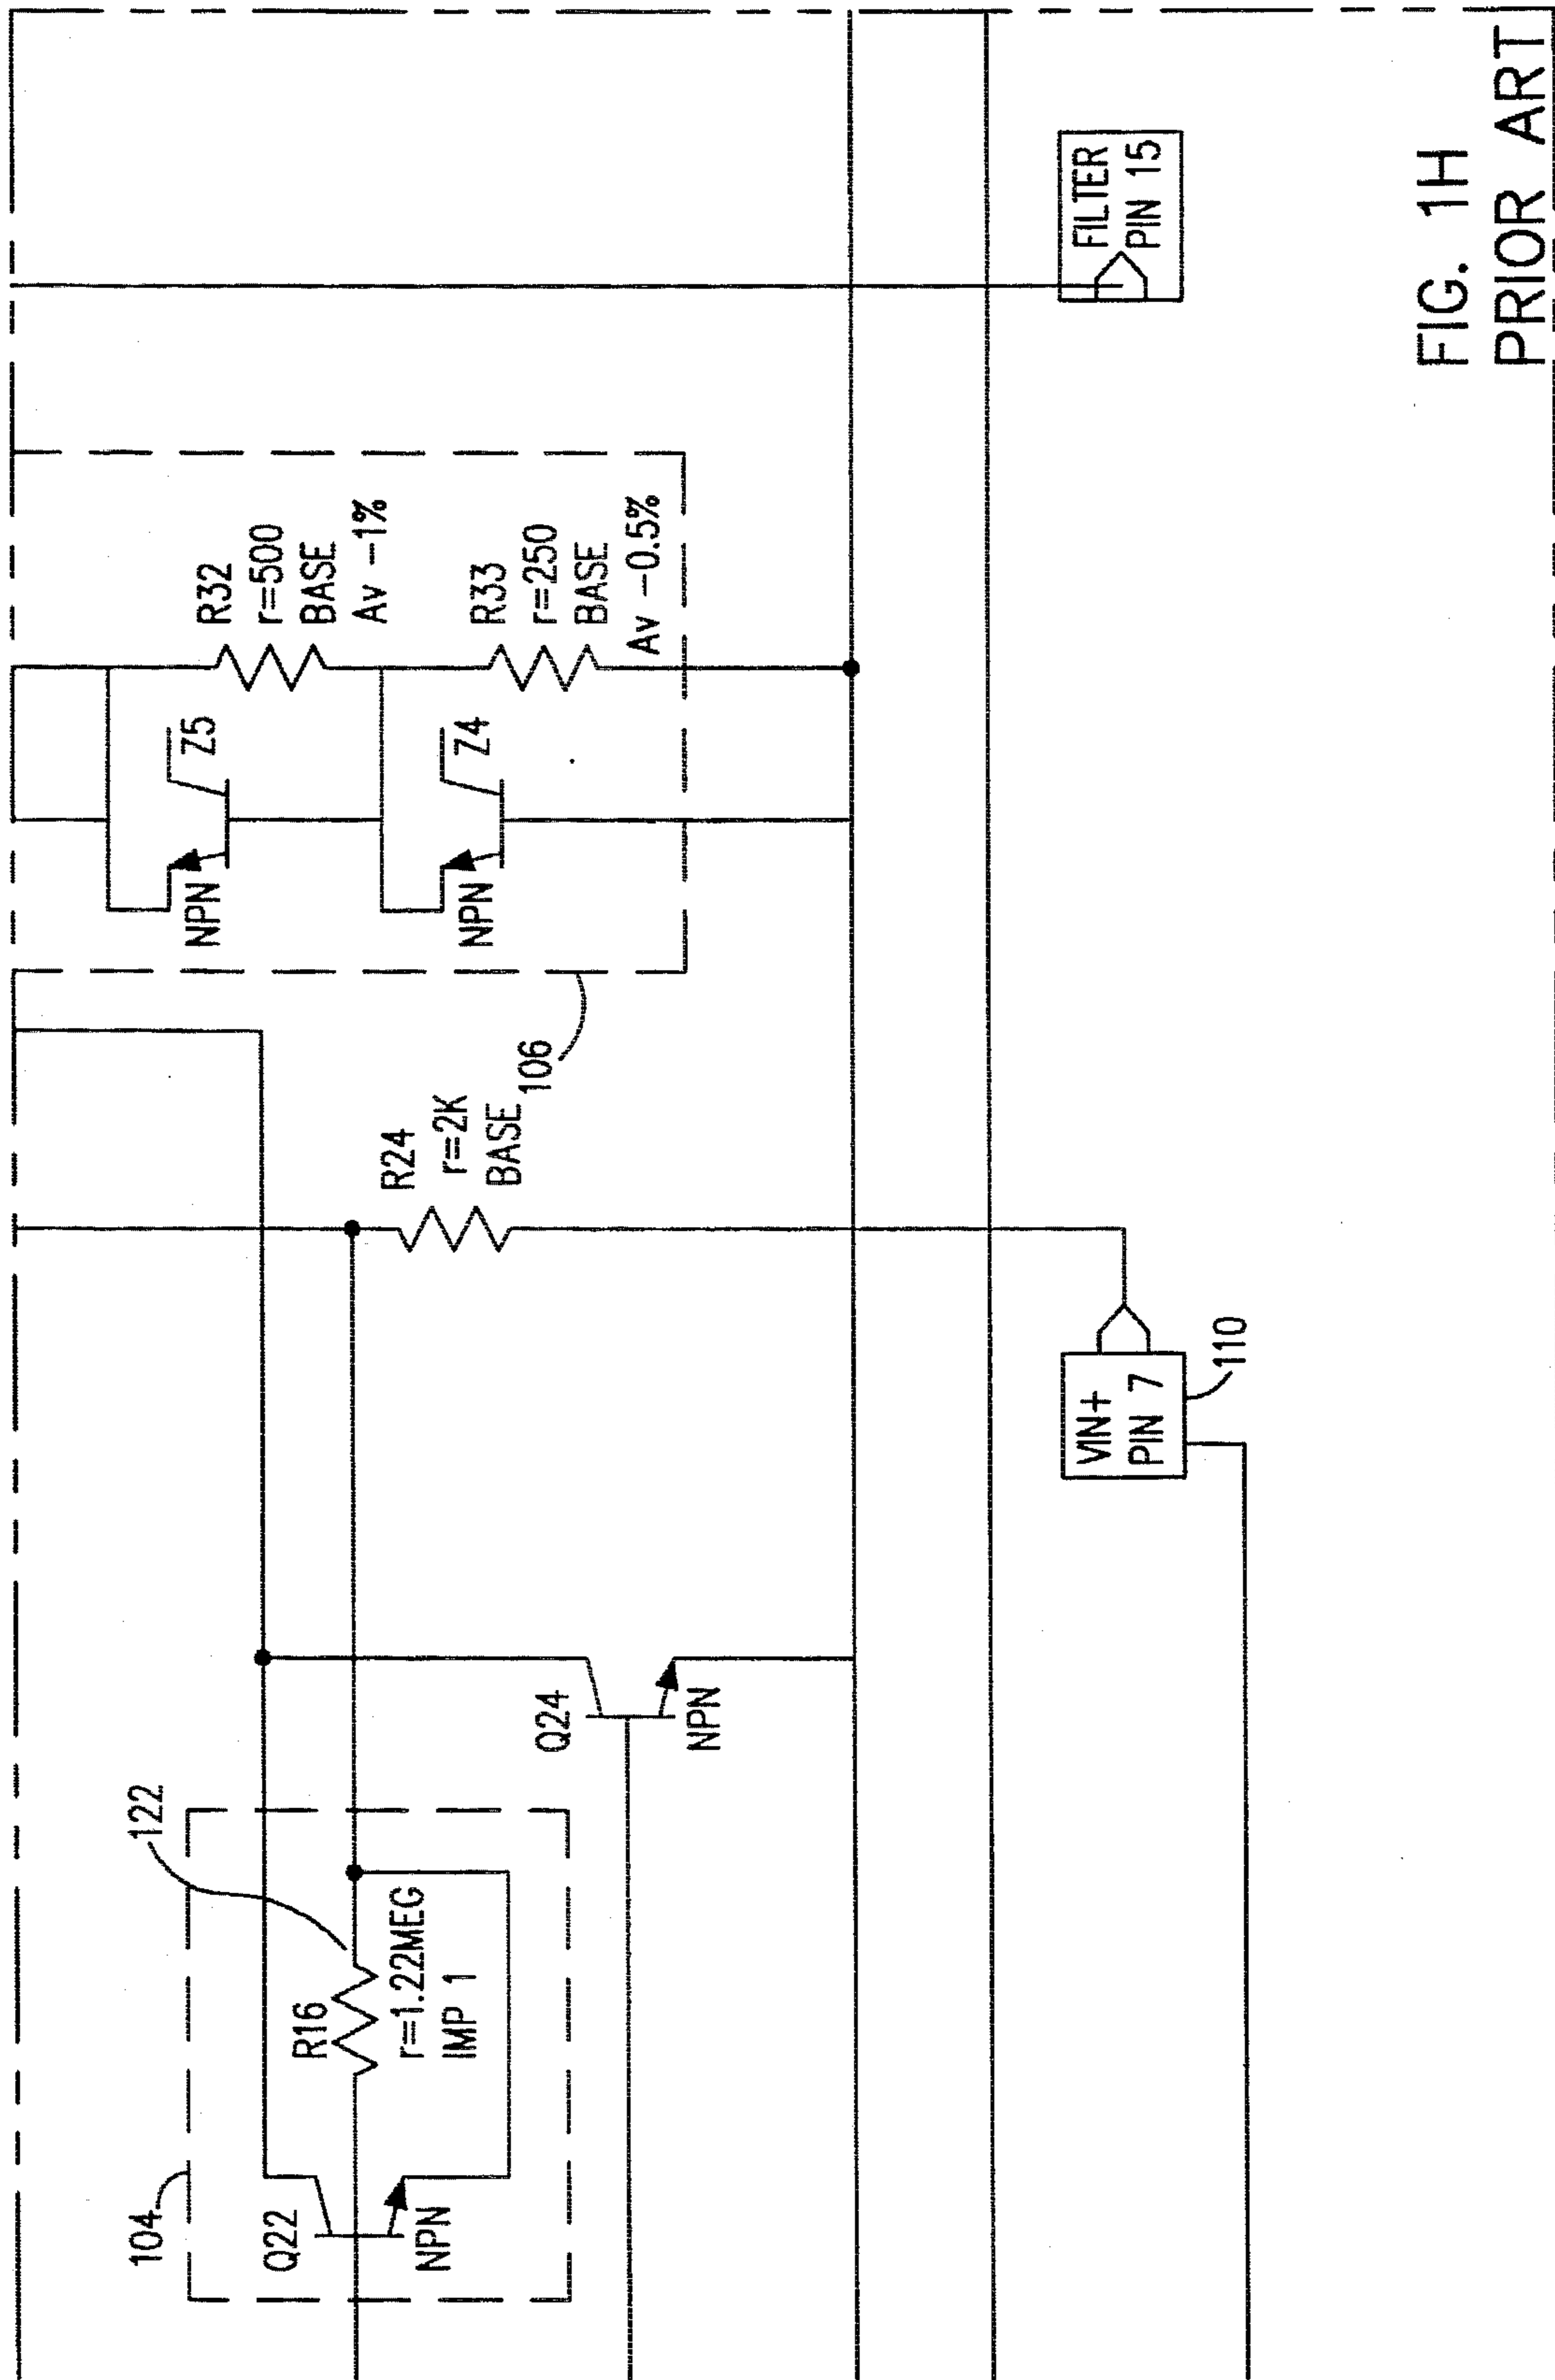 104
Q22
NPN
122
R16
r=1.22MEG
IMP 1
Q24
NPN
R24
r=2K
BASE
106
NPN
Z5
NPN
Z4
R32
r=500
BASE
Av -1%
R33
r=250
BASE
Av -0.5%
VIN+
PIN 7
110
FILTER
PIN 15
FIG. 1H
PRIOR ART